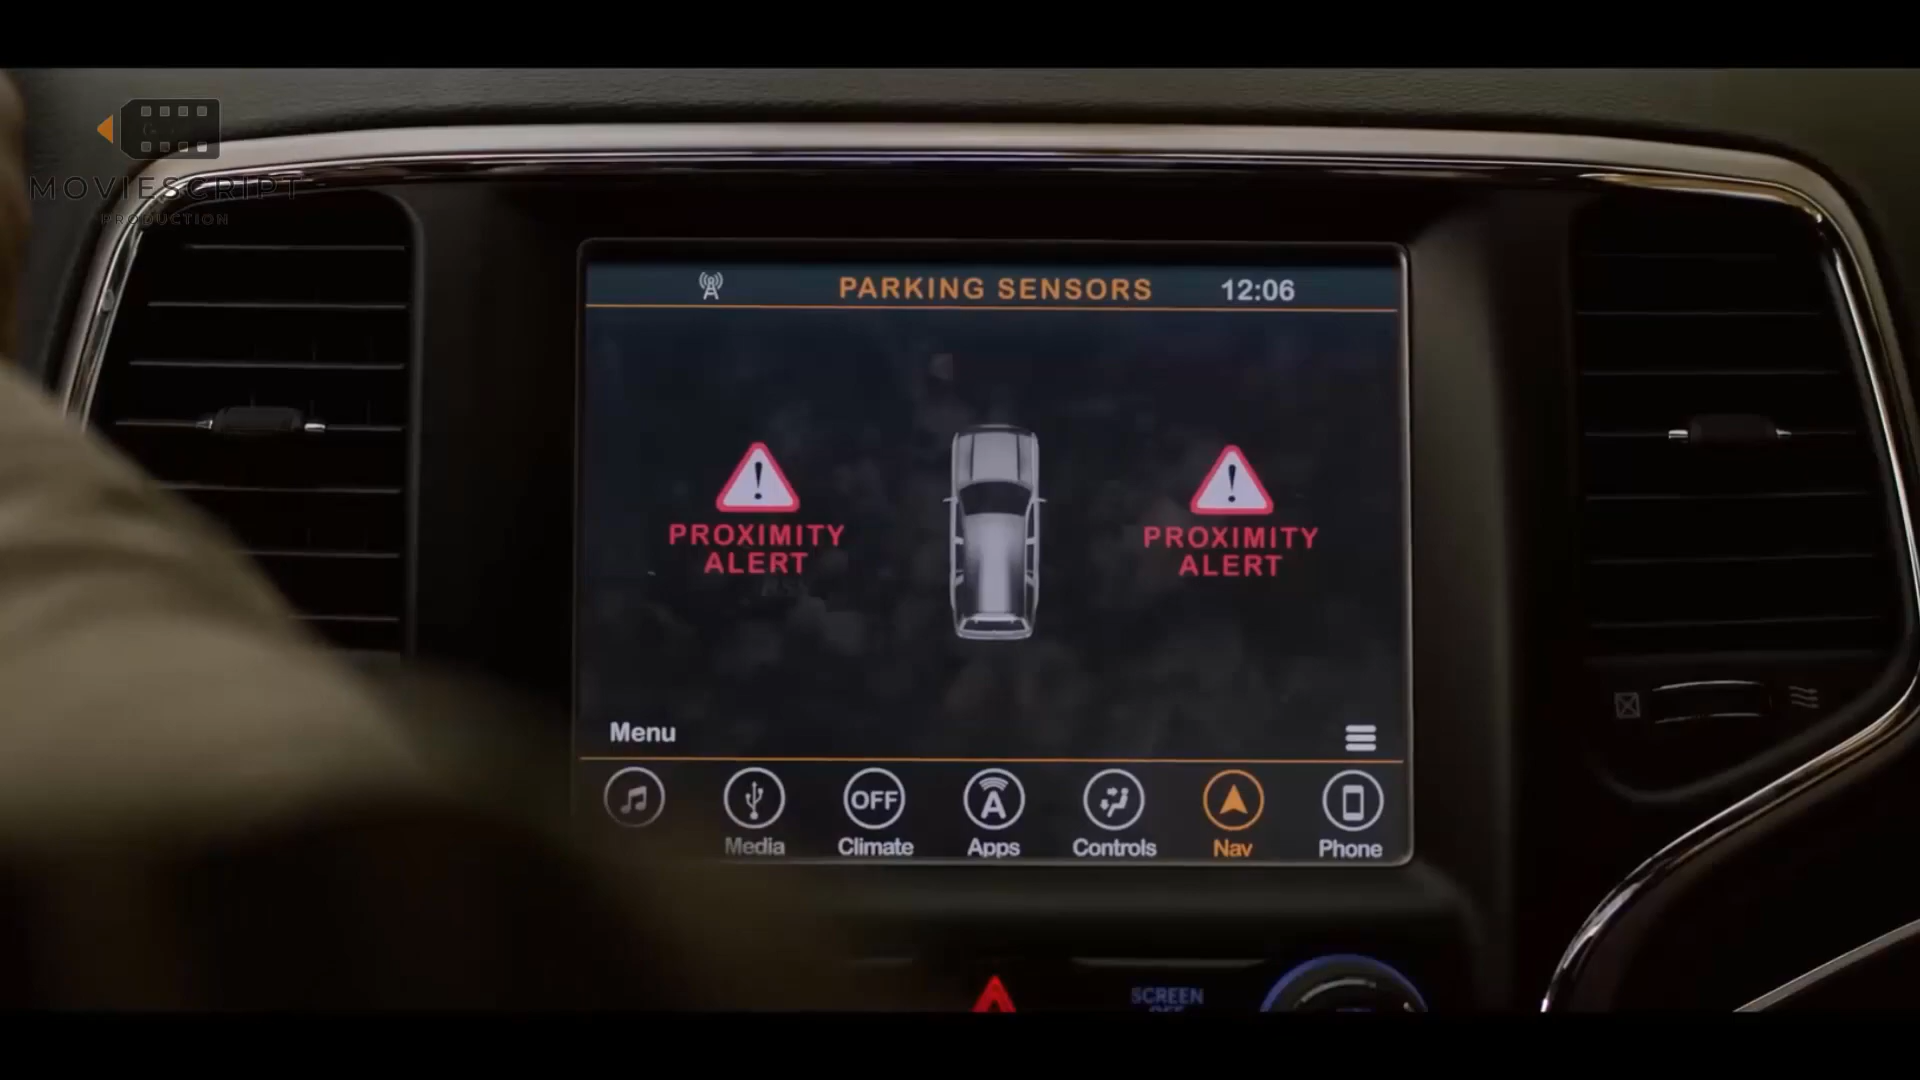 MOVIESCRIPT
PRODUCTION
PARKING SENSORS 12:06
PROXIMITY
ALERT
PROXIMITY
ALERT
Menu
OFF
Media Climate Apps Controls Nav Phone
SCREEN
OFF